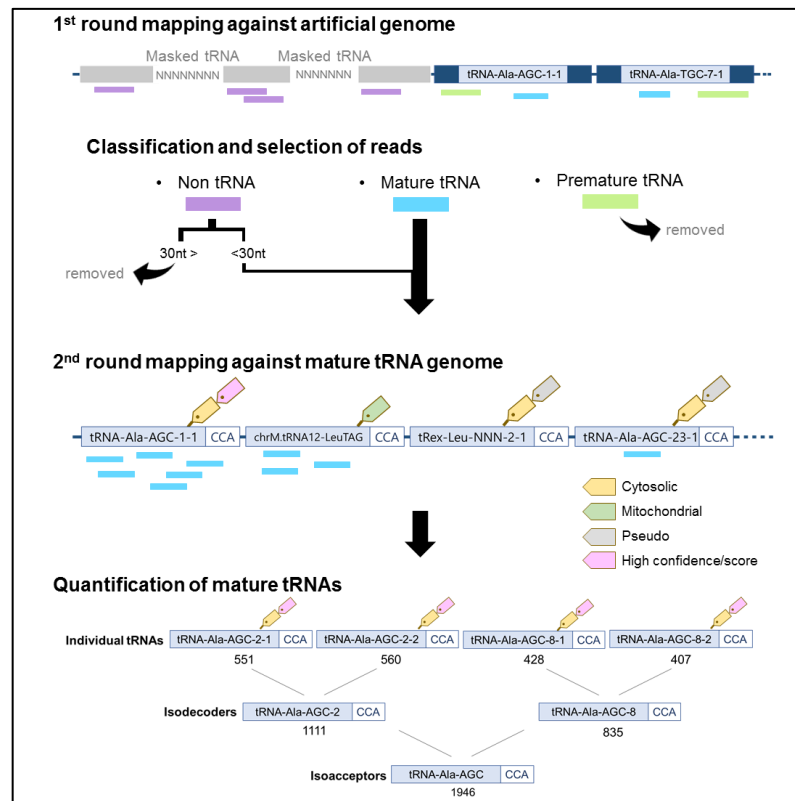 1st round mapping against artificial genome
Masked tRNA Masked tRNA
NNNNNNNN NNNNNN tRNA-Ala-AGC-1-1 tRNA-Ala-TGC-7-1
Classification and selection of reads
• Non tRNA • Mature tRNA • Premature tRNA
removed
30nt > <30nt
removed
2nd round mapping against mature tRNA genome
tRNA-Ala-AGC-1-1 CCA chrM.tRNA12-LeuTAG CCA tRex-Leu-NNN-2-1 CCA tRNA-Ala-AGC-23-1 CCA
Cytosolic
Mitochondrial
Pseudo
High confidence/score
Quantification of mature tRNAs
Individual tRNAs tRNA-Ala-AGC-2-1 CCA tRNA-Ala-AGC-2-2 CCA tRNA-Ala-AGC-8-1 CCA tRNA-Ala-AGC-8-2 CCA
551 560 428 407
Isodecoders tRNA-Ala-AGC-2 CCA tRNA-Ala-AGC-8 CCA
1111 835
Isoacceptors tRNA-Ala-AGC CCA
1946